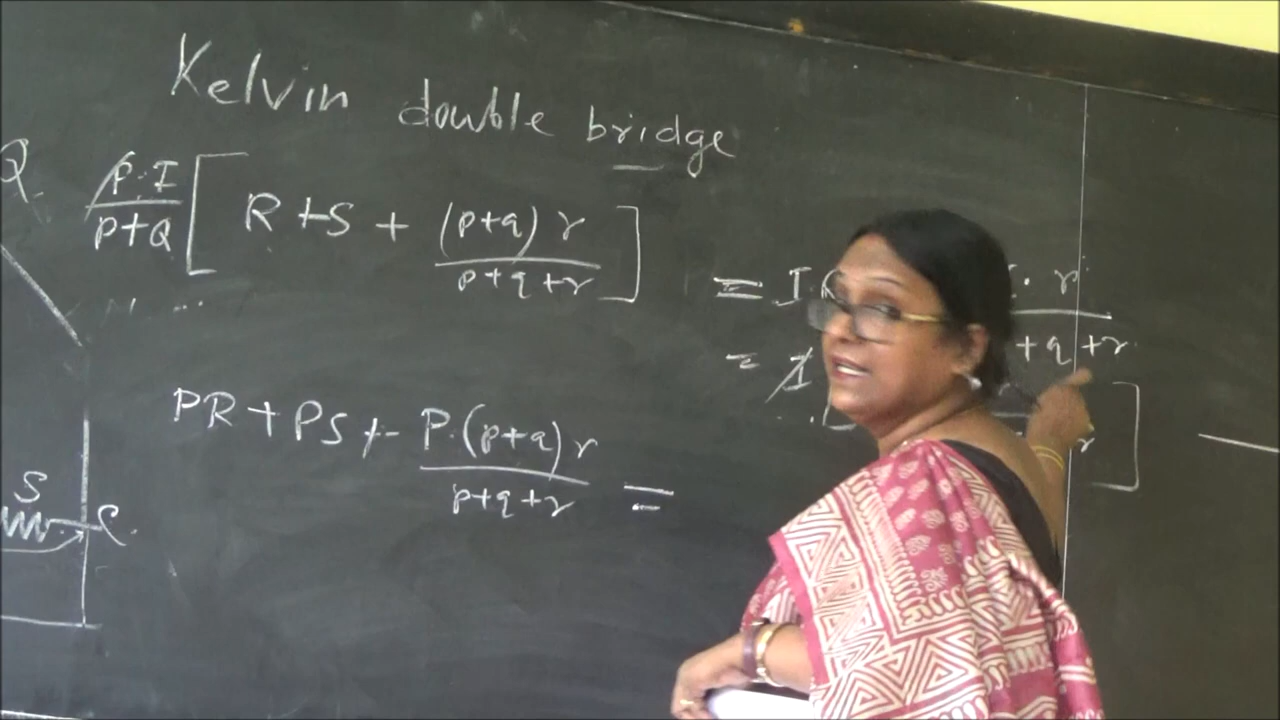 Kelvin double bridge
Q
P.I/P+Q [ R+S + (p+q) r/p+q+r ]
= I. r/+q+r
= I
PR + PS + P.(p+q) r/p+q+r =
r ]
S
C